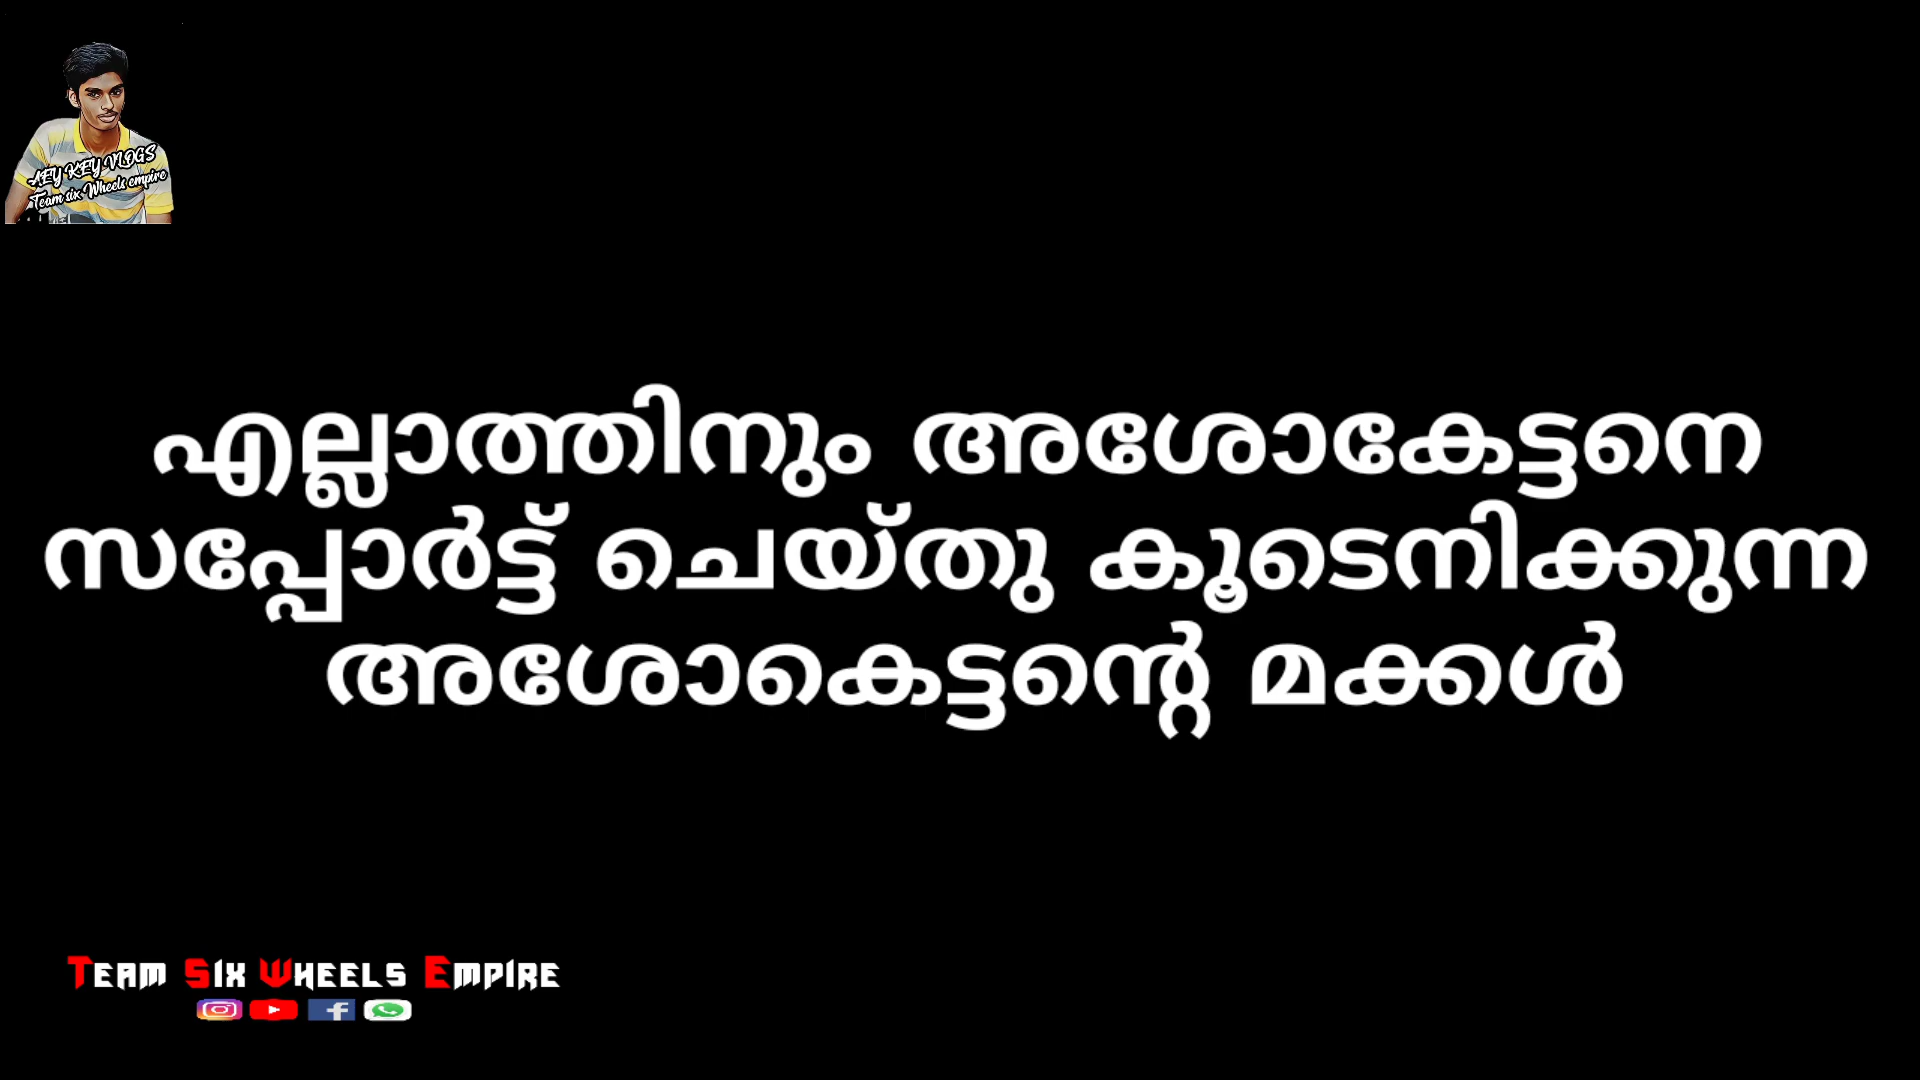 AEY KEY VLOGS
Team six Wheels empire
എല്ലാത്തിനും അശോകേട്ടനെ
സപ്പോർട്ട് ചെയ്തു കൂടെനിക്കുന്ന
അശോകെട്ടന്റെ മക്കൾ
TEAM SIX WHEELS EMPIRE